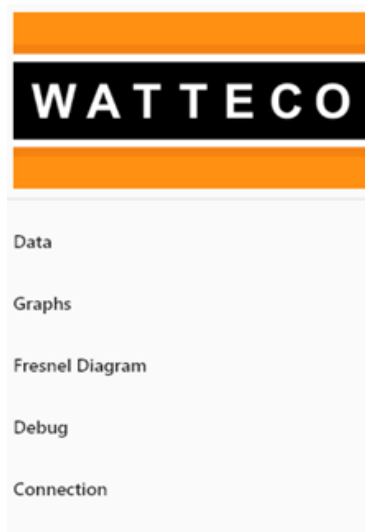 WATTECO
Data
Graphs
Fresnel Diagram
Debug
Connection